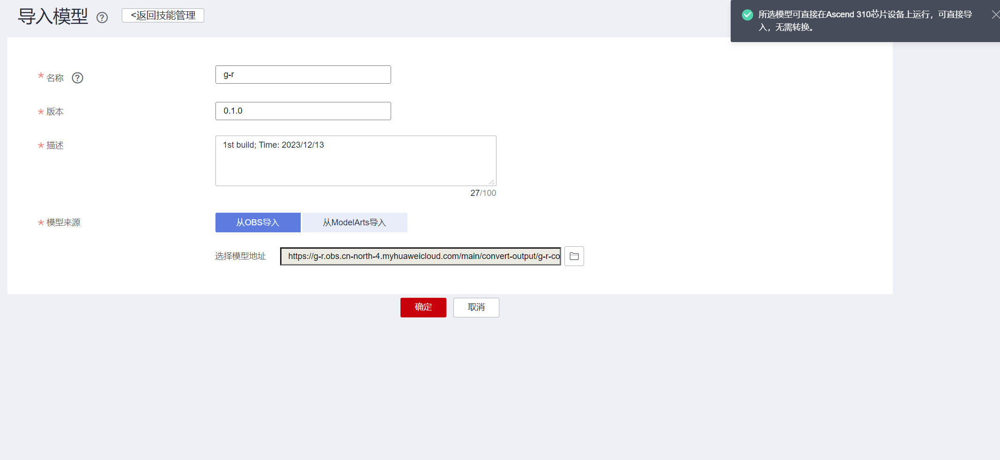 导入模型 ? <返回技能管理
所选模型可直接在Ascend 310芯片设备上运行，可直接导
入，无需转换。
* 名称 ? g-r
* 版本 0.1.0
* 描述 1st build; Time: 2023/12/13
27/100
* 模型来源 从OBS导入 从ModelArts导入
选择模型地址 https://g-r.obs.cn-north-4.myhuaweicloud.com/main/convert-output/g-r-co
确定 取消